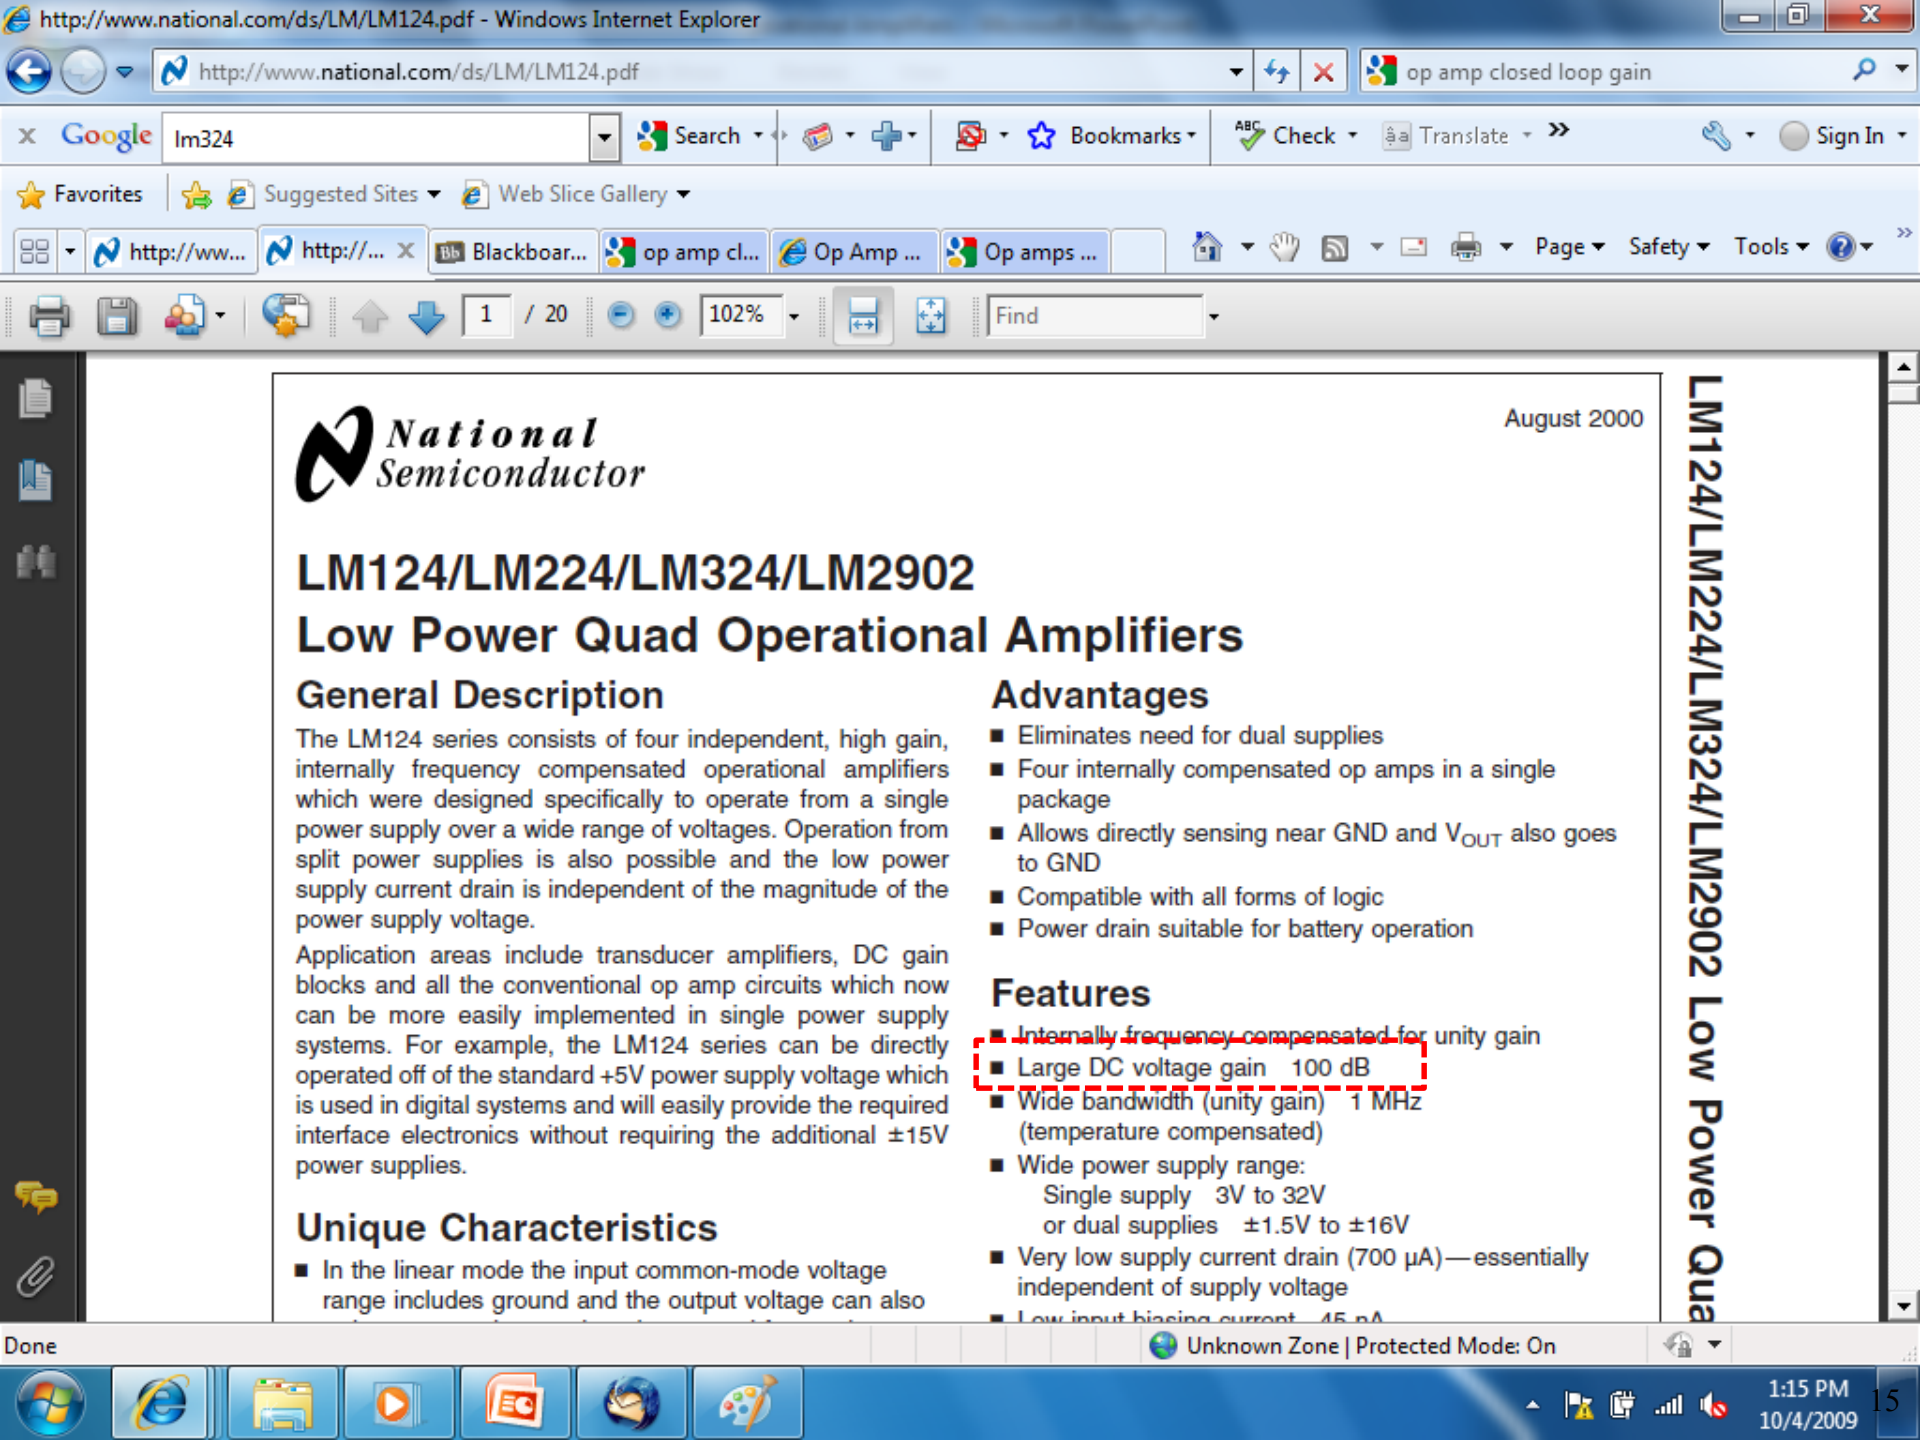 http://www.national.com/ds/LM/LM124.pdf - Windows Internet Explorer
http://www.national.com/ds/LM/LM124.pdf
op amp closed loop gain
x Google lm324 Search Bookmarks ABC Check Translate >> Sign In
Favorites Suggested Sites Web Slice Gallery
http://ww... http://... x Bb Blackboar... op amp cl... Op Amp ... Op amps ... Page Safety Tools >>
1 / 20 102% Find
National
Semiconductor
August 2000
LM124/LM224/LM324/LM2902
Low Power Quad Operational Amplifiers
General Description
The LM124 series consists of four independent, high gain,
internally frequency compensated operational amplifiers
which were designed specifically to operate from a single
power supply over a wide range of voltages. Operation from
split power supplies is also possible and the low power
supply current drain is independent of the magnitude of the
power supply voltage.
Application areas include transducer amplifiers, DC gain
blocks and all the conventional op amp circuits which now
can be more easily implemented in single power supply
systems. For example, the LM124 series can be directly
operated off of the standard +5V power supply voltage which
is used in digital systems and will easily provide the required
interface electronics without requiring the additional ±15V
power supplies.
Unique Characteristics
■ In the linear mode the input common-mode voltage
range includes ground and the output voltage can also
Advantages
■ Eliminates need for dual supplies
■ Four internally compensated op amps in a single
package
■ Allows directly sensing near GND and VOUT also goes
to GND
■ Compatible with all forms of logic
■ Power drain suitable for battery operation
Features
■ Internally frequency compensated for unity gain
■ Large DC voltage gain 100 dB
■ Wide bandwidth (unity gain) 1 MHz
(temperature compensated)
■ Wide power supply range:
Single supply 3V to 32V
or dual supplies ±1.5V to ±16V
■ Very low supply current drain (700 µA)—essentially
independent of supply voltage
■ Low input biasing current 45 nA
LM124/LM224/LM324/LM2902 Low Power Qua
Done
Unknown Zone | Protected Mode: On
1:15 PM
10/4/2009
15